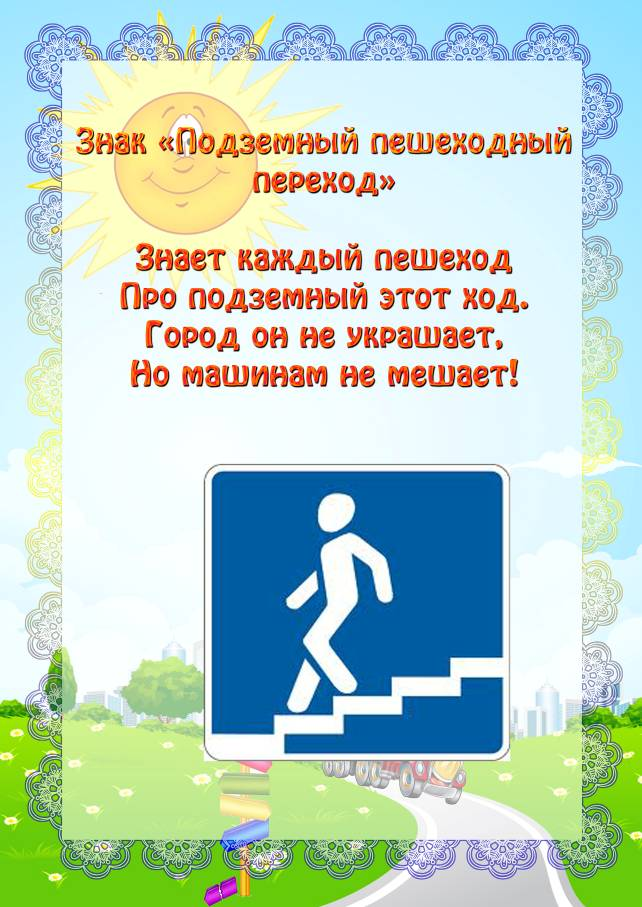 Знак «Подземный пешеходный
переход»
Знает каждый пешеход
Про подземный этот ход.
Город он не украшает,
Но машинам не мешает!